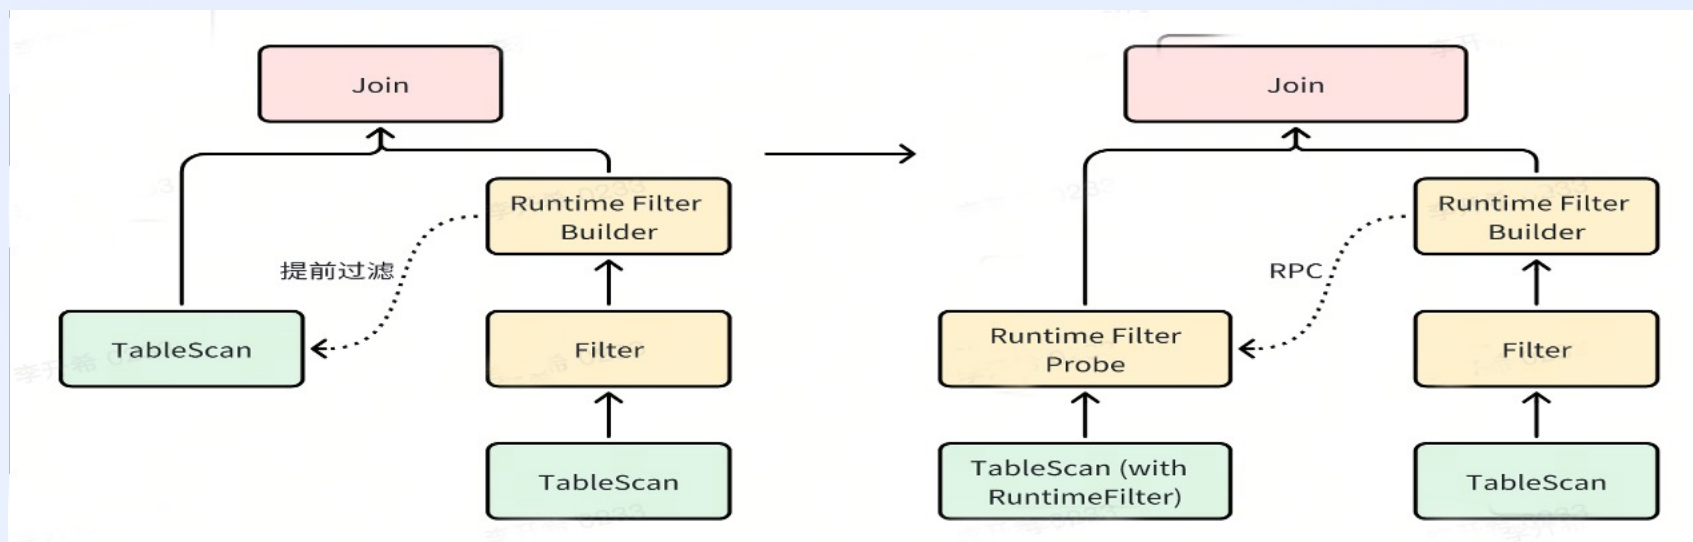 Join
Runtime Filter
Builder
提前过滤
TableScan
Filter
TableScan
Join
Runtime Filter
Builder
RPC
Runtime Filter
Probe
Filter
TableScan (with
RuntimeFilter)
TableScan